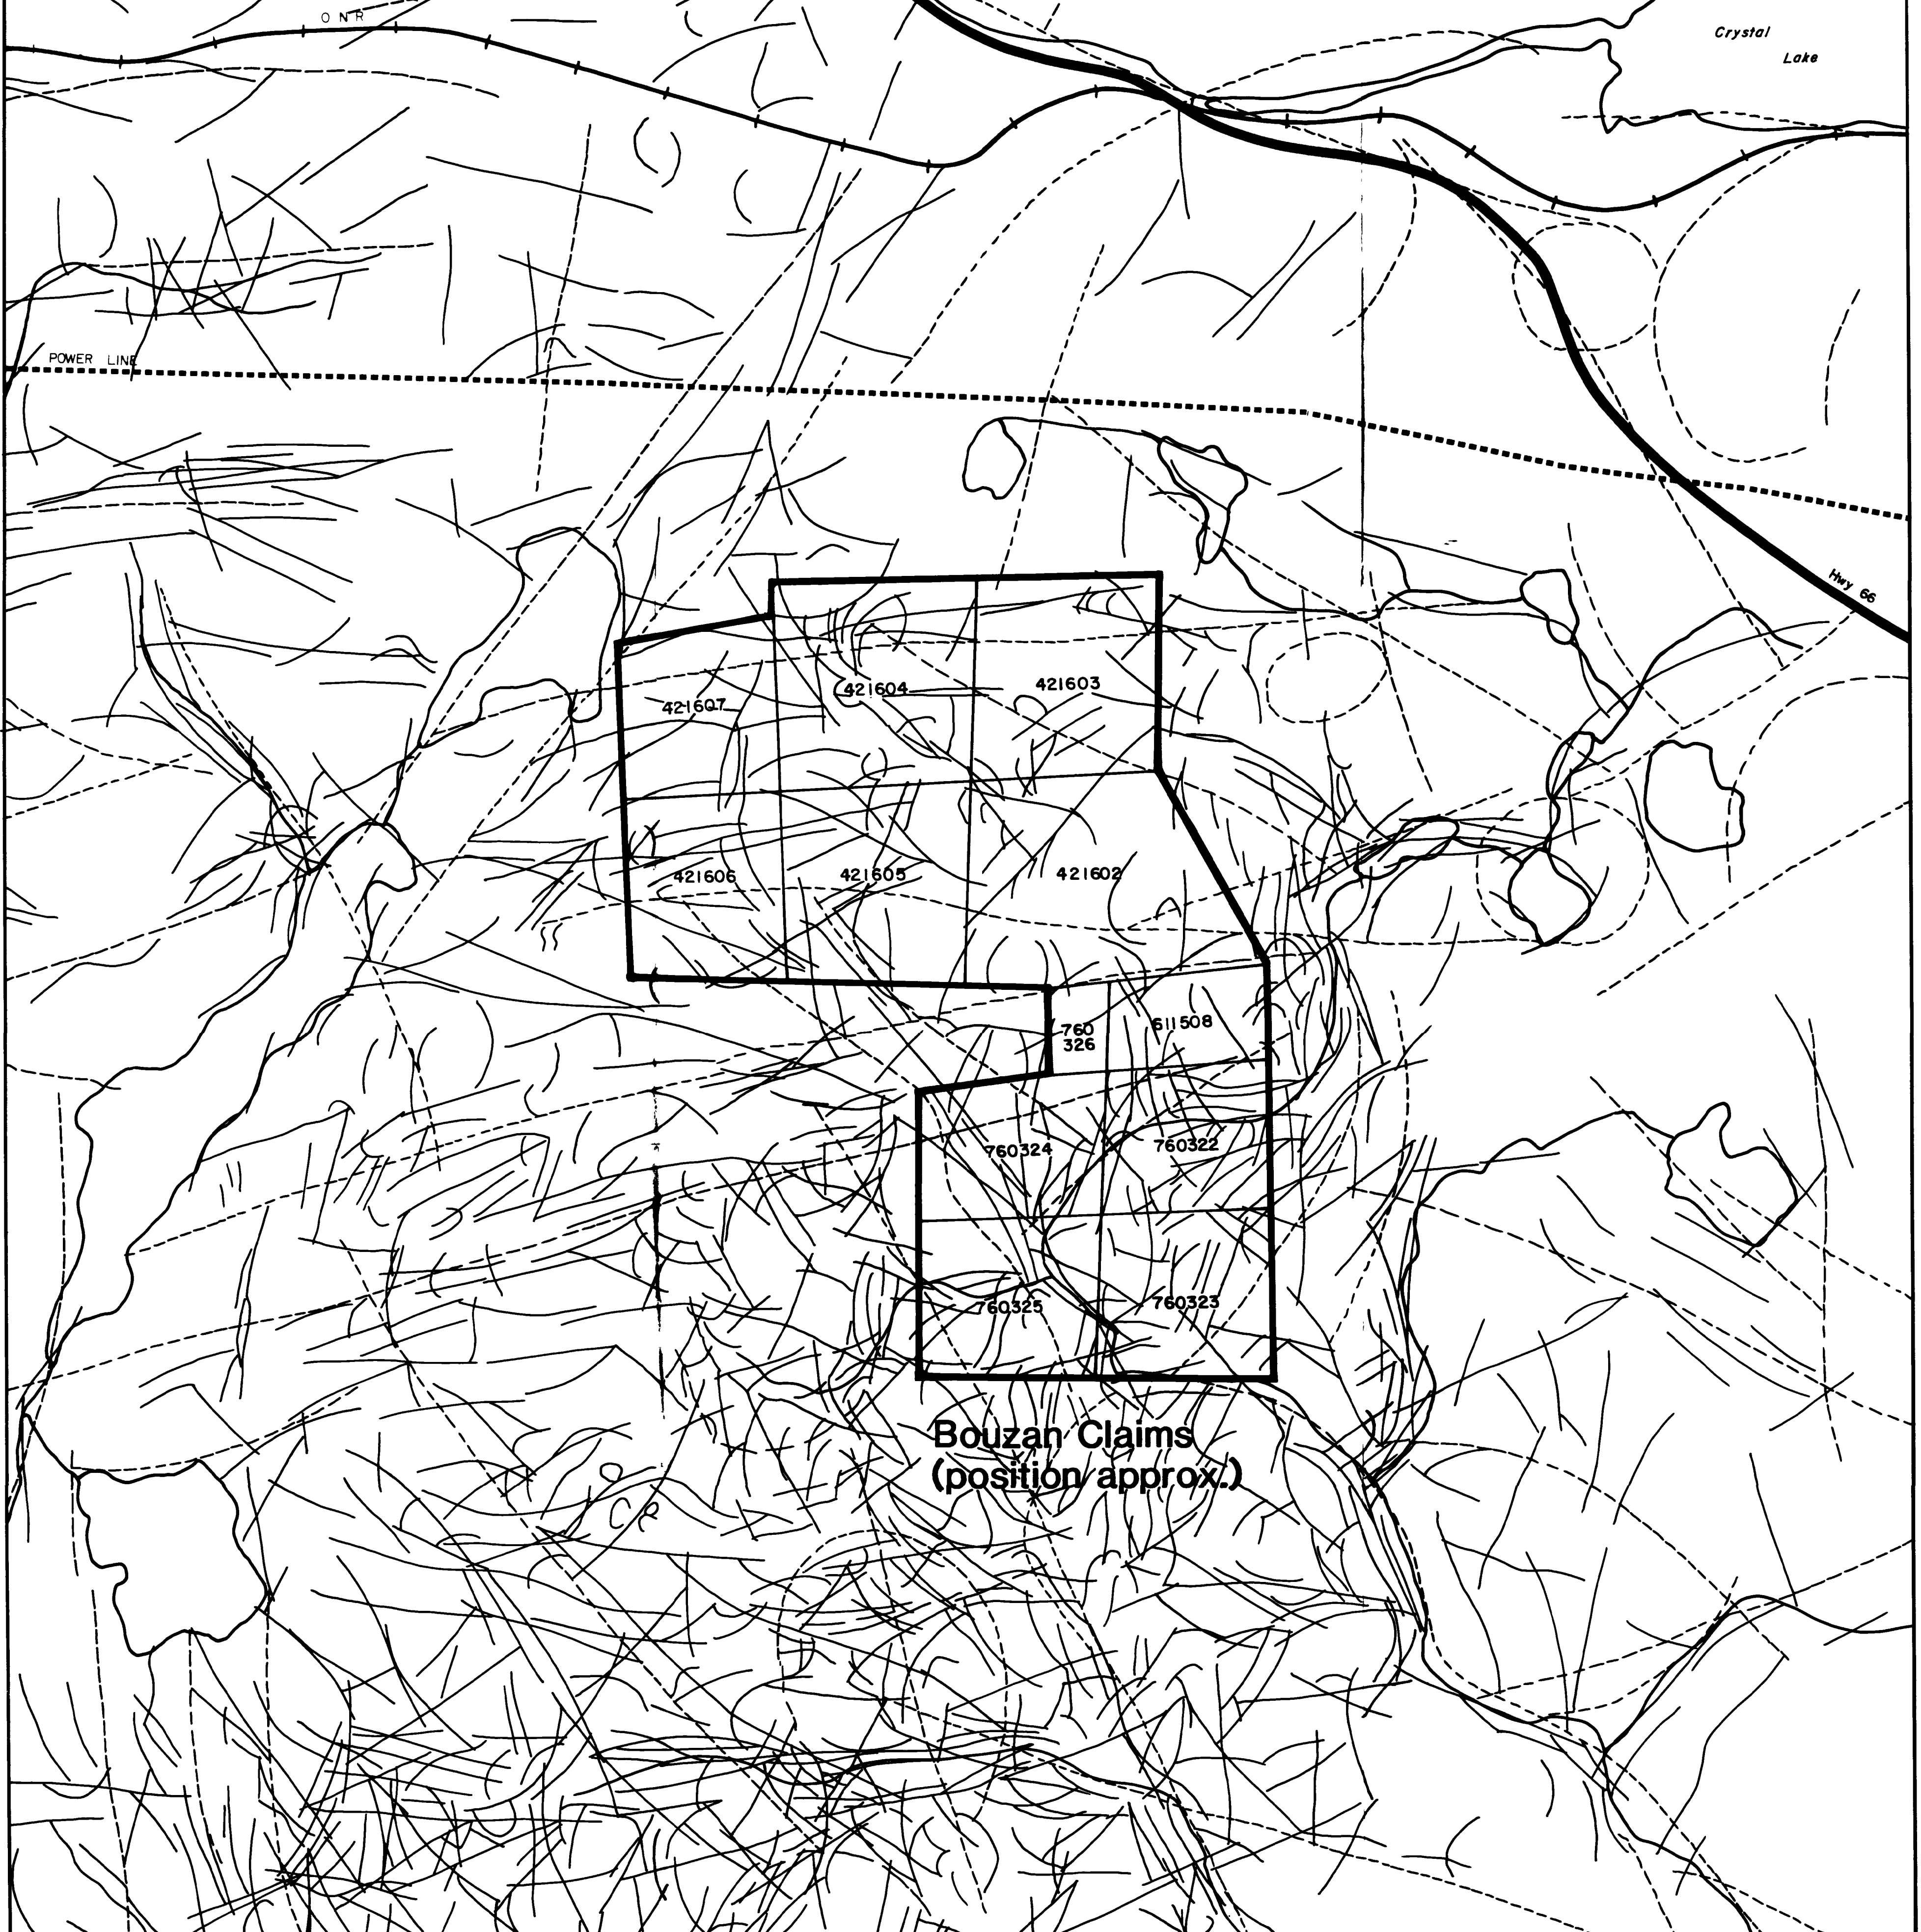 O N R
Crystal
Lake
POWER LINE
Hwy 66
421607
421604
421603
421606
421605
421602
760
326
611508
760324
760322
760325
760323
Bouzan Claims
(position approx.)